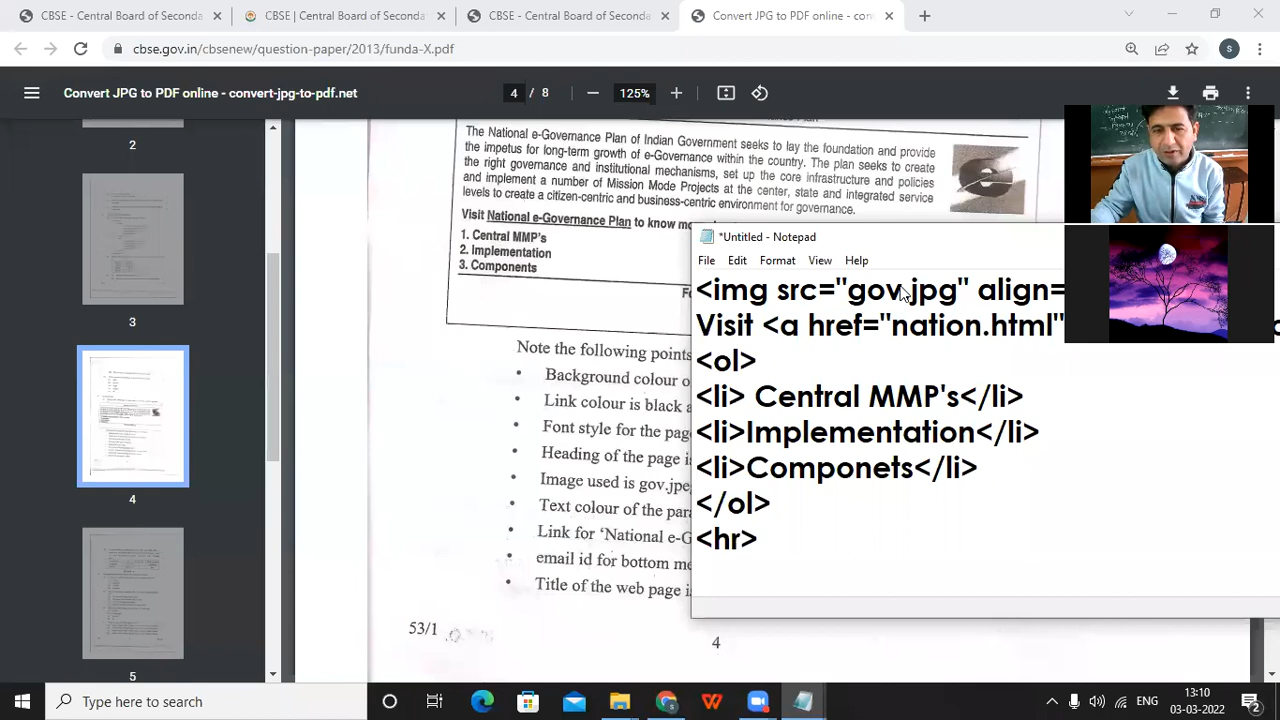 CBSE - Central Board of Seconda
CBSE | Central Board of Seconda
CBSE - Central Board of Seconda
Convert JPG to PDF online - con
cbse.gov.in/cbsenew/question-paper/2013/funda-X.pdf
S
Convert JPG to PDF online - convert-jpg-to-pdf.net
4 / 8
125%
2
3
4
5
The National e-Governance Plan of Indian Government seeks to lay the foundation and provide
the impetus for long-term growth of e-Governance within the country. The plan seeks to create
the right governance and institutional mechanisms, set up the core infrastructure and policies
and implement a number of Mission Mode Projects at the center, state and integrated service
levels to create a citizen-centric and business-centric environment for governance.
Visit National e-Governance Plan to know mo
1. Central MMP's
2. Implementation
3. Components
Note the following points
• Background colour o
• Link colour is black a
• Font style for the pag
• Heading of the page i
• Image used is gov.jpe
• Text colour of the para
• Link for 'National e-G
• email id for bottom me
• Title of the web page i
53/1
4
*Untitled - Notepad
File Edit Format View Help
<img src="gov.jpg" align=
Visit <a href="nation.html"
<ol>
<li> Central MMP's</li>
<li>Implementation</li>
<li>Componets</li>
</ol>
<hr>
Type here to search
ENG
13:10
03-03-2022
2